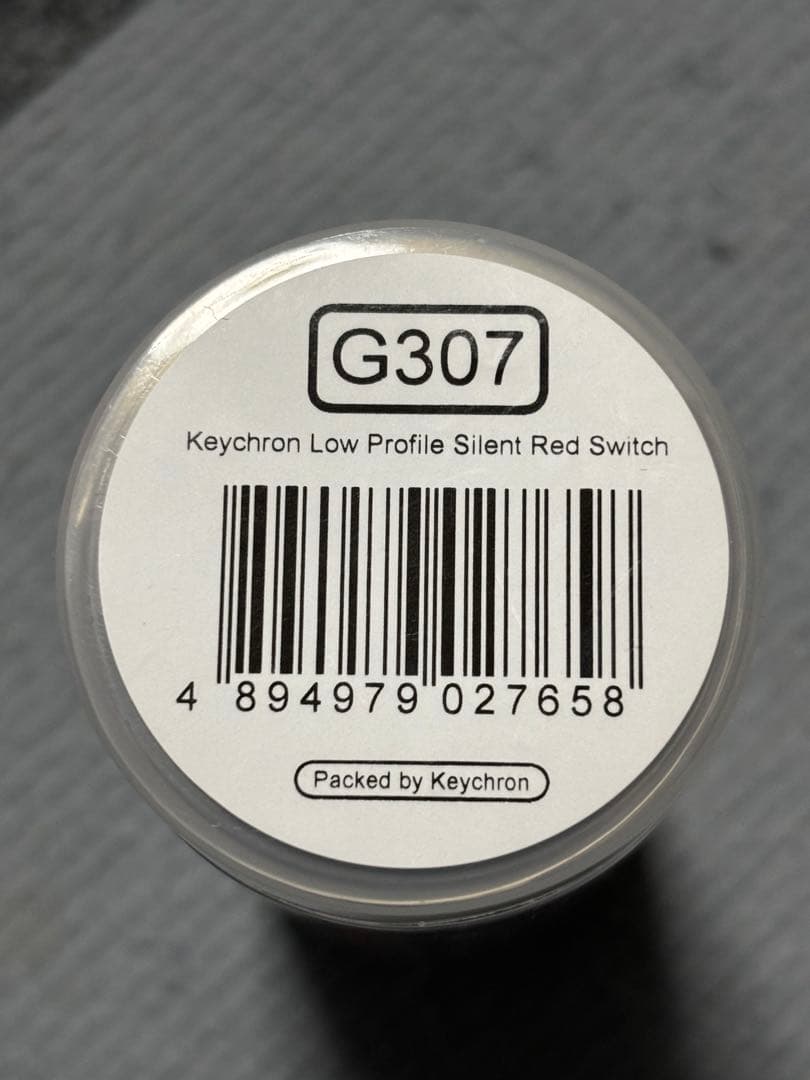 G307
Keychron Low Profile Silent Red Switch
4 894979 027658
Packed by Keychron